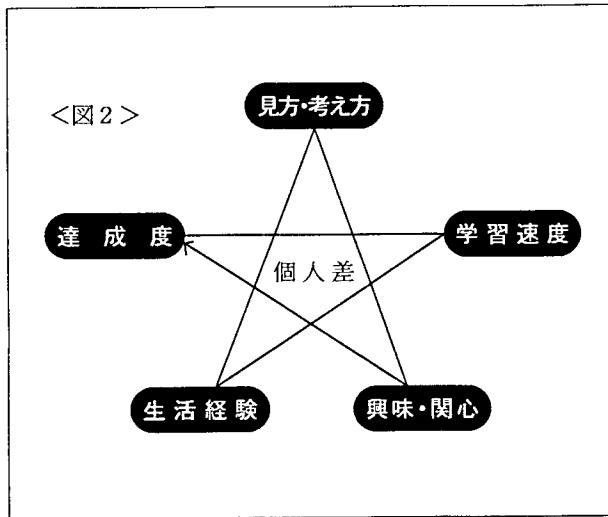 <図2>
見方・考え方
達成度
学習速度
個人差
生活経験
興味・関心